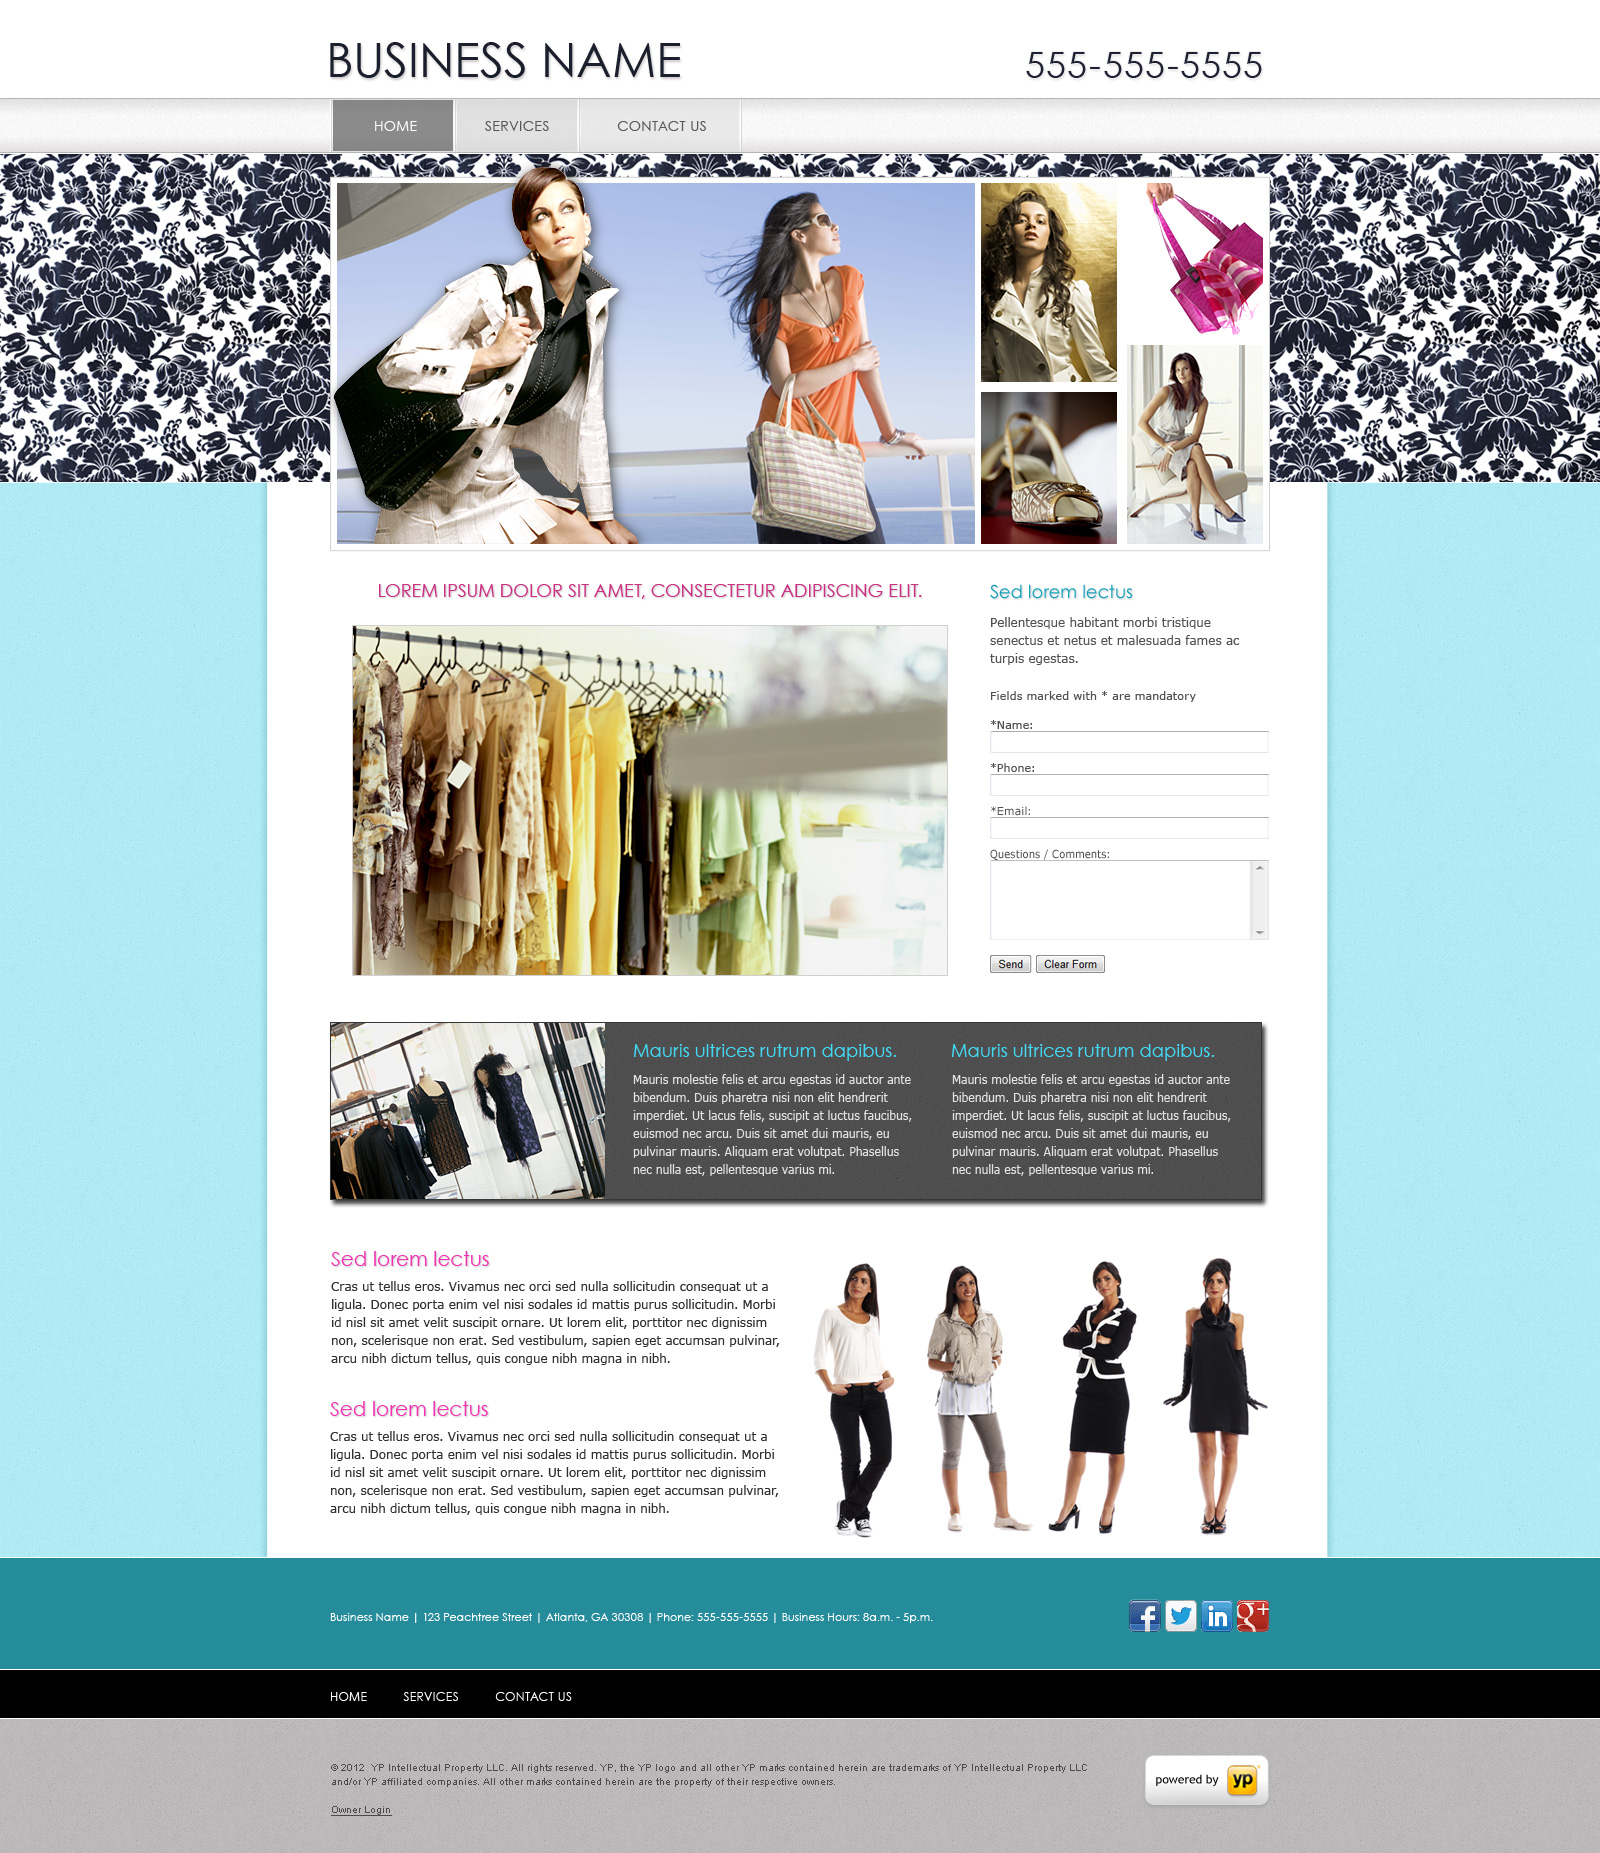 BUSINESS NAME
555-555-5555
HOME SERVICES CONTACT US
LOREM IPSUM DOLOR SIT AMET, CONSECTETUR ADIPISCING ELIT.
Sed lorem lectus
Pellentesque habitant morbi tristique
senectus et netus et malesuada fames ac
turpis egestas.
Fields marked with * are mandatory
*Name:
*Phone:
*Email:
Questions / Comments:
Send Clear Form
Mauris ultrices rutrum dapibus.
Mauris molestie felis et arcu egestas id auctor ante
bibendum. Duis pharetra nisi non elit hendrerit
imperdiet. Ut lacus felis, suscipit at luctus faucibus,
euismod nec arcu. Duis sit amet dui mauris, eu
pulvinar mauris. Aliquam erat volutpat. Phasellus
nec nulla est, pellentesque varius mi.
Mauris ultrices rutrum dapibus.
Mauris molestie felis et arcu egestas id auctor ante
bibendum. Duis pharetra nisi non elit hendrerit
imperdiet. Ut lacus felis, suscipit at luctus faucibus,
euismod nec arcu. Duis sit amet dui mauris, eu
pulvinar mauris. Aliquam erat volutpat. Phasellus
nec nulla est, pellentesque varius mi.
Sed lorem lectus
Cras ut tellus eros. Vivamus nec orci sed nulla sollicitudin consequat ut a
ligula. Donec porta enim vel nisi sodales id mattis purus sollicitudin. Morbi
id nisl sit amet velit suscipit ornare. Ut lorem elit, porttitor nec dignissim
non, scelerisque non erat. Sed vestibulum, sapien eget accumsan pulvinar,
arcu nibh dictum tellus, quis congue nibh magna in nibh.
Sed lorem lectus
Cras ut tellus eros. Vivamus nec orci sed nulla sollicitudin consequat ut a
ligula. Donec porta enim vel nisi sodales id mattis purus sollicitudin. Morbi
id nisl sit amet velit suscipit ornare. Ut lorem elit, porttitor nec dignissim
non, scelerisque non erat. Sed vestibulum, sapien eget accumsan pulvinar,
arcu nibh dictum tellus, quis congue nibh magna in nibh.
Business Name | 123 Peachtree Street | Atlanta, GA 30308 | Phone: 555-555-5555 | Business Hours: 8a.m. - 5p.m.
f in g+
HOME SERVICES CONTACT US
© 2012 YP Intellectual Property LLC. All rights reserved. YP, the YP logo and all other YP marks contained herein are trademarks of YP Intellectual Property LLC
and/or YP affiliated companies. All other marks contained herein are the property of their respective owners.
Owner Login
powered by yp